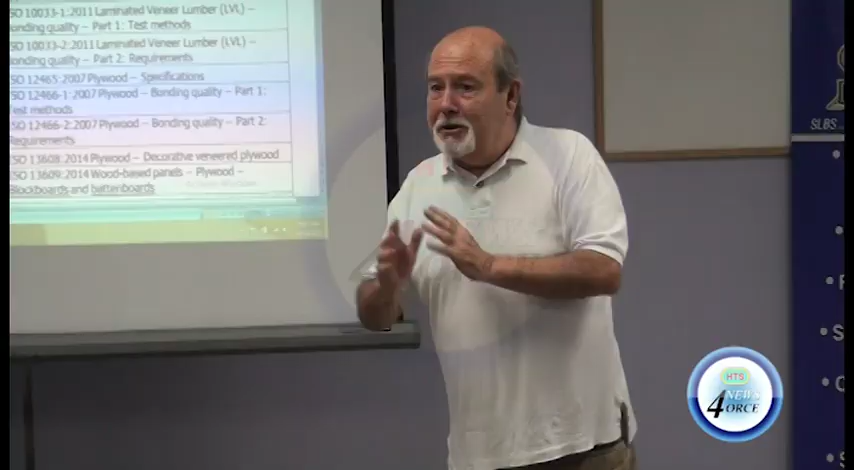 SO 10033-1:2011 Laminated Veneer Lumber (LVL) –
onding quality – Part 1: Test methods
SO 10033-2:2011 Laminated Veneer Lumber (LVL) –
onding quality – Part 2: Requirements
SO 12465:2007 Plywood – Specifications
SO 12466-1:2007 Plywood – Bonding quality – Part 1:
est methods
SO 12466-2:2007 Plywood – Bonding quality – Part 2:
equirements
SO 13608:2014 Plywood – Decorative veneered plywood
SO 13609:2014 Wood-based panels – Plywood –
Blockboards and battenboards
SLBS
HTS
NEWS
4ORCE